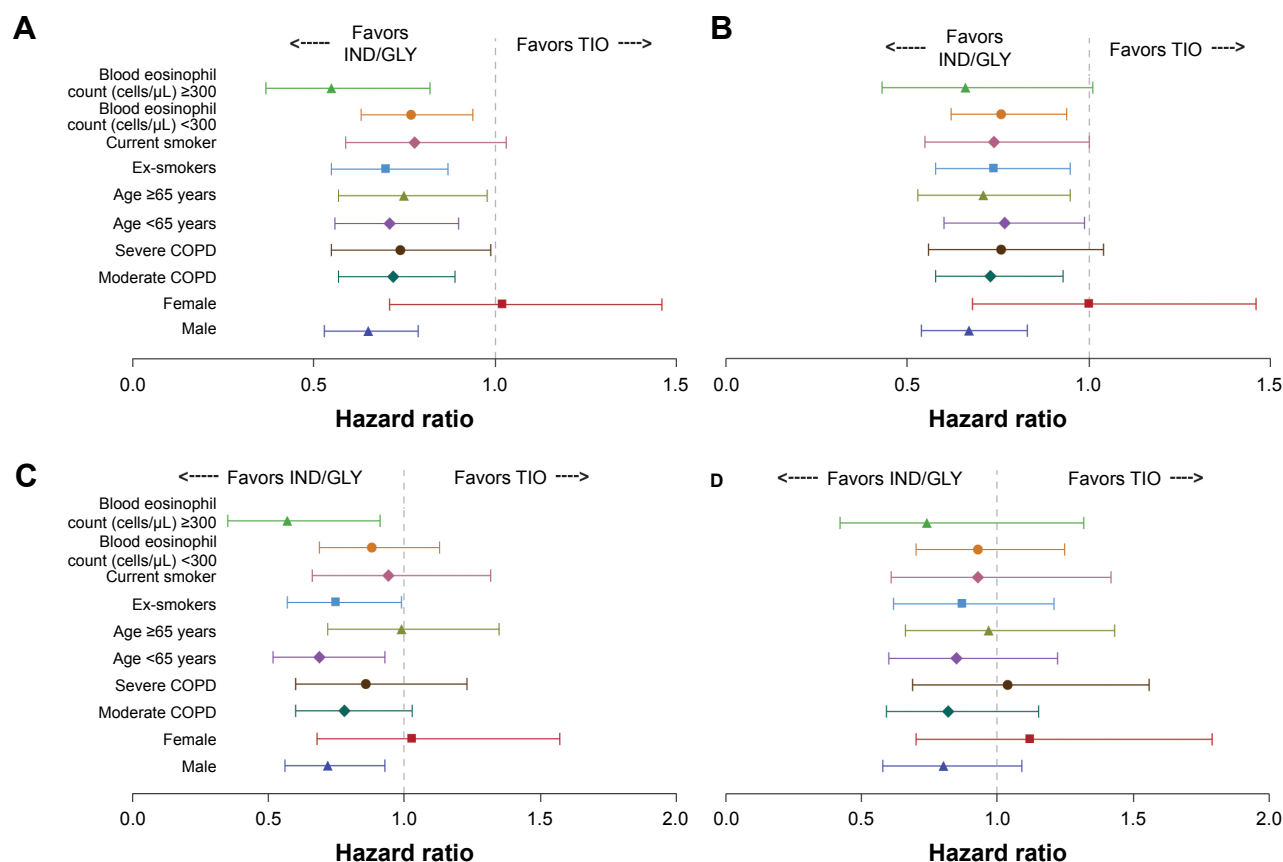 A
<-----
Favors
IND/GLY
Favors TIO ---->
Blood eosinophil
count (cells/µL) ≥300
Blood eosinophil
count (cells/µL) <300
Current smoker
Ex-smokers
Age ≥65 years
Age <65 years
Severe COPD
Moderate COPD
Female
Male
0.0 0.5 1.0 1.5
Hazard ratio
B
<-----
Favors
IND/GLY
Favors TIO ---->
0.0 0.5 1.0 1.5
Hazard ratio
C
<----- Favors IND/GLY Favors TIO ---->
Blood eosinophil
count (cells/µL) ≥300
Blood eosinophil
count (cells/µL) <300
Current smoker
Ex-smokers
Age ≥65 years
Age <65 years
Severe COPD
Moderate COPD
Female
Male
0.0 0.5 1.0 1.5 2.0
Hazard ratio
D
<----- Favors IND/GLY Favors TIO ---->
0.0 0.5 1.0 1.5 2.0
Hazard ratio